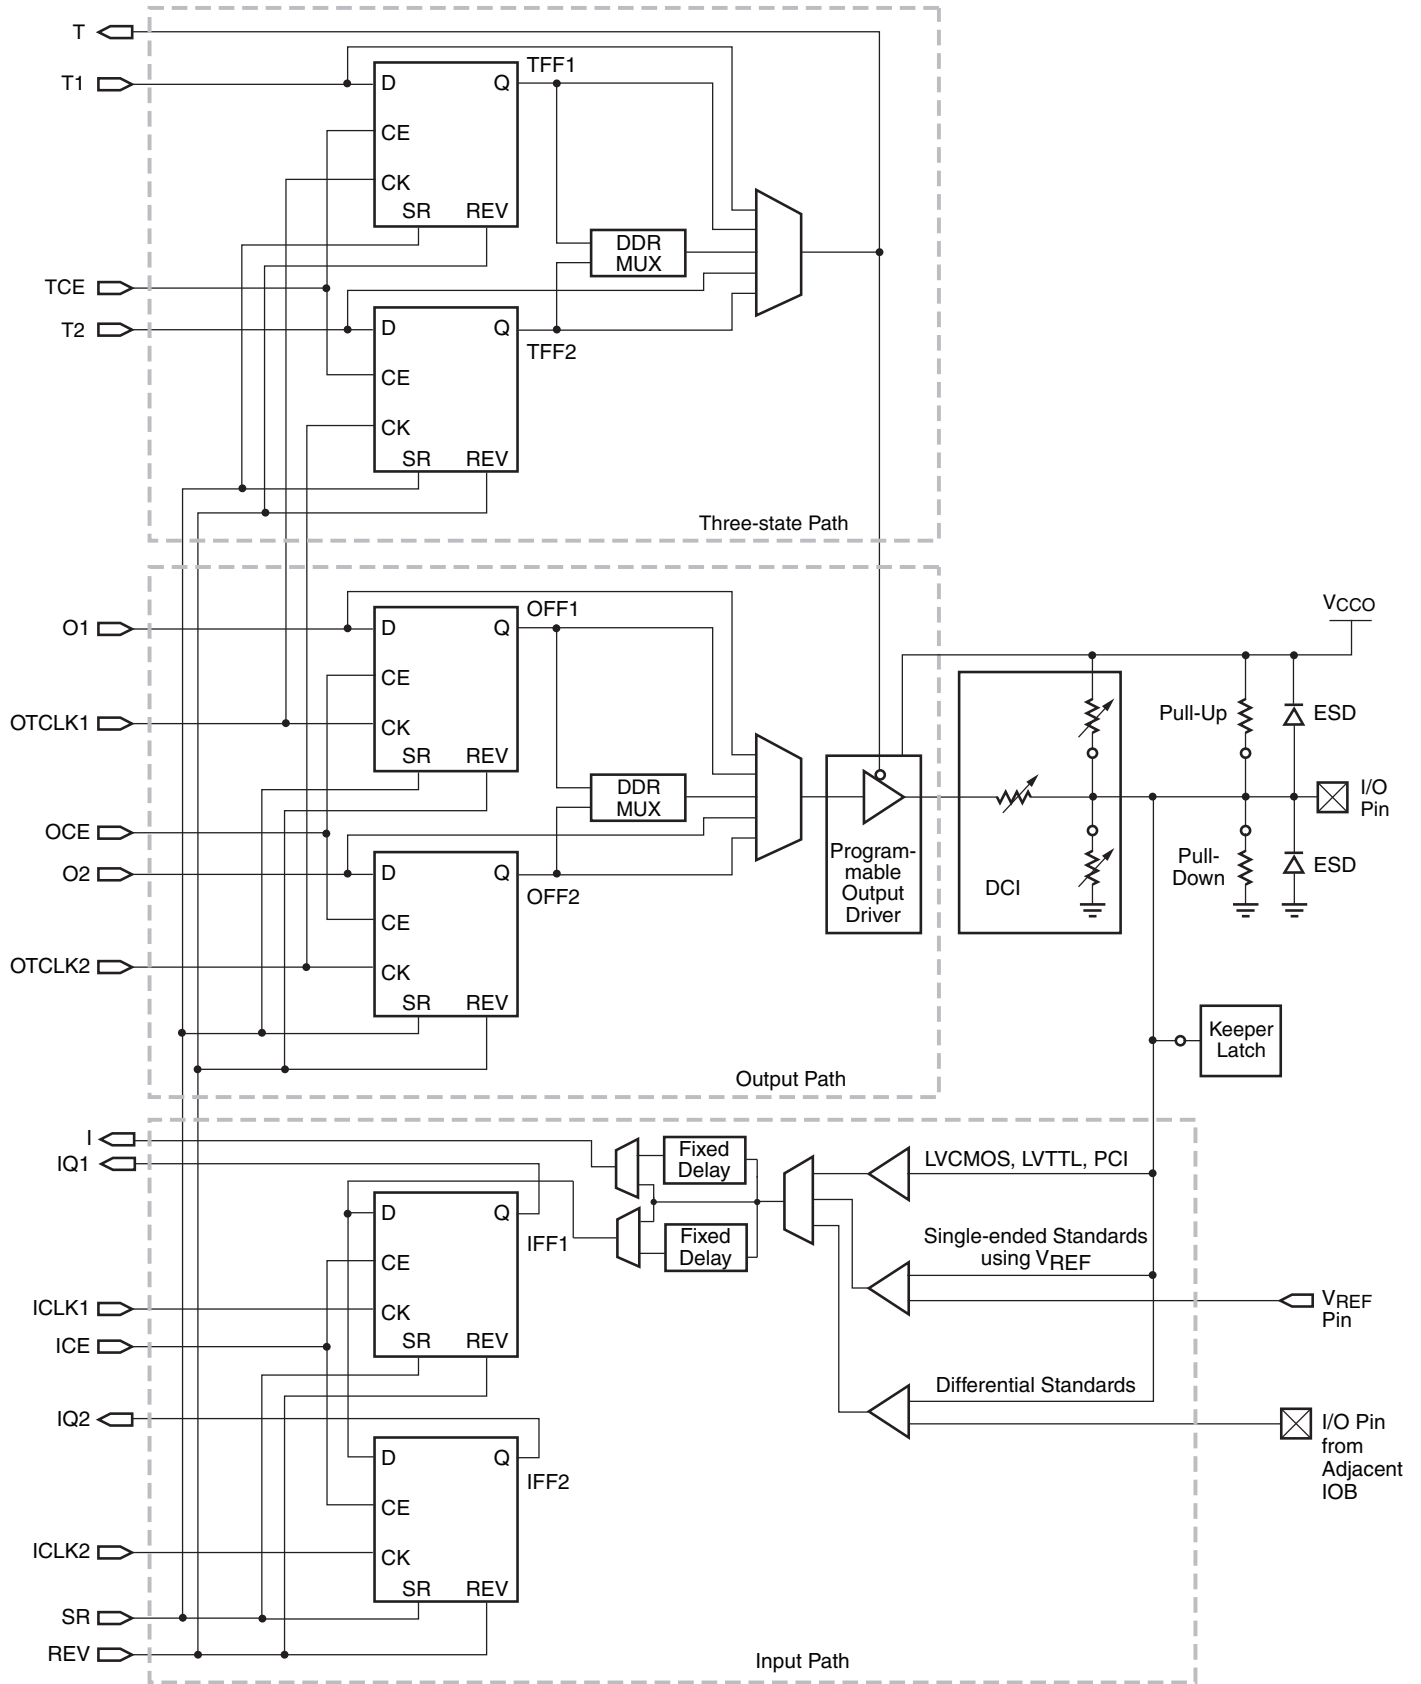 T
T1
D
Q
TFF1
CE
CK
SR
REV
DDR
MUX
TCE
T2
D
Q
TFF2
CE
CK
SR
REV
Three-state Path
O1
D
Q
OFF1
CE
OTCLK1
CK
SR
REV
DDR
MUX
OCE
O2
D
Q
OFF2
CE
OTCLK2
CK
SR
REV
Program-
mable
Output
Driver
DCI
VCCO
Pull-Up
ESD
I/O
Pin
Pull-
Down
ESD
Keeper
Latch
Output Path
I
IQ1
Fixed
Delay
Fixed
Delay
LVCMOS, LVTTL, PCI
D
Q
IFF1
CE
ICLK1
CK
ICE
SR
REV
Single-ended Standards
using VREF
VREF
Pin
Differential Standards
I/O Pin
from
Adjacent
IOB
IQ2
D
Q
IFF2
CE
ICLK2
CK
SR
REV
SR
REV
Input Path